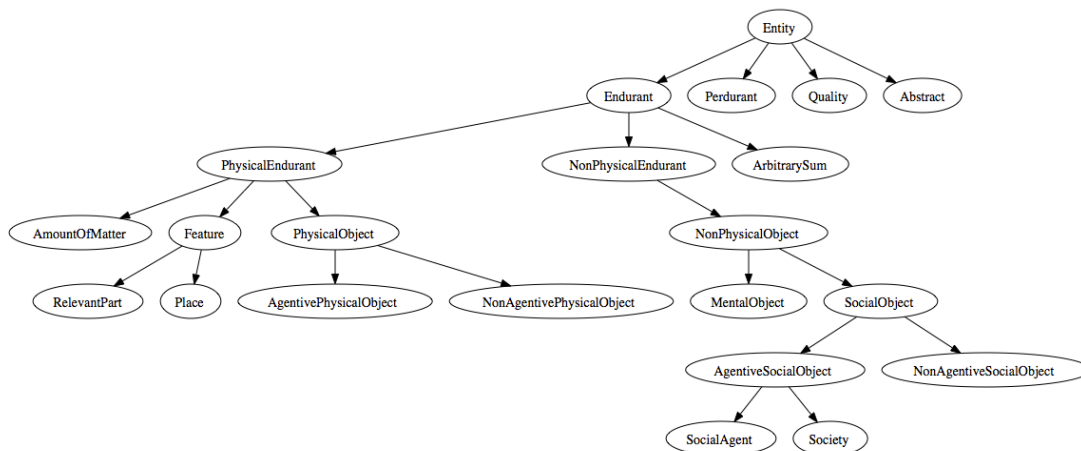 Entity
Endurant
Perdurant
Quality
Abstract
PhysicalEndurant
NonPhysicalEndurant
ArbitrarySum
AmountOfMatter
Feature
PhysicalObject
NonPhysicalObject
RelevantPart
Place
AgentivePhysicalObject
NonAgentivePhysicalObject
MentalObject
SocialObject
AgentiveSocialObject
NonAgentiveSocialObject
SocialAgent
Society